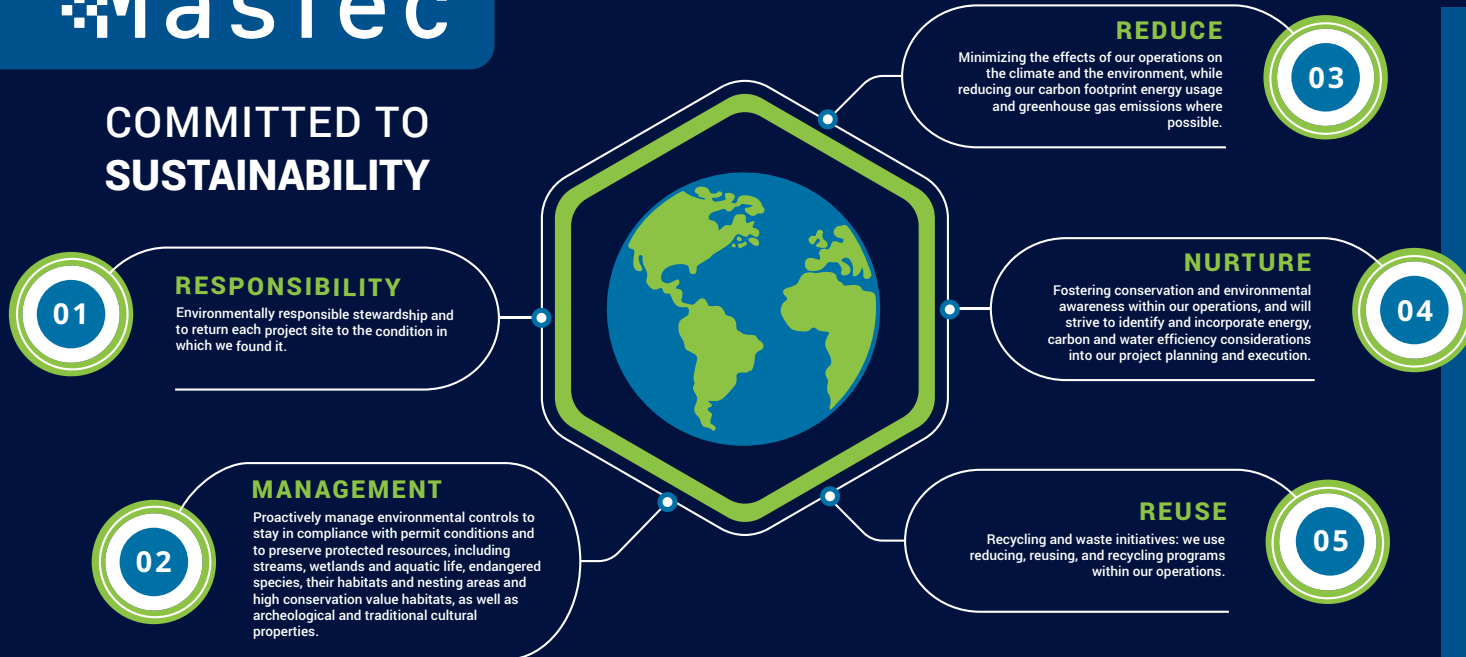 MasTec
COMMITTED TO
SUSTAINABILITY
01
RESPONSIBILITY
Environmentally responsible stewardship and
to return each project site to the condition in
which we found it.
02
MANAGEMENT
Proactively manage environmental controls to
stay in compliance with permit conditions and
to preserve protected resources, including
streams, wetlands and aquatic life, endangered
species, their habitats and nesting areas and
high conservation value habitats, as well as
archeological and traditional cultural
properties.
REDUCE
03
Minimizing the effects of our operations on
the climate and the environment, while
reducing our carbon footprint energy usage
and greenhouse gas emissions where
possible.
NURTURE
04
Fostering conservation and environmental
awareness within our operations, and will
strive to identify and incorporate energy,
carbon and water efficiency considerations
into our project planning and execution.
REUSE
05
Recycling and waste initiatives: we use
reducing, reusing, and recycling programs
within our operations.